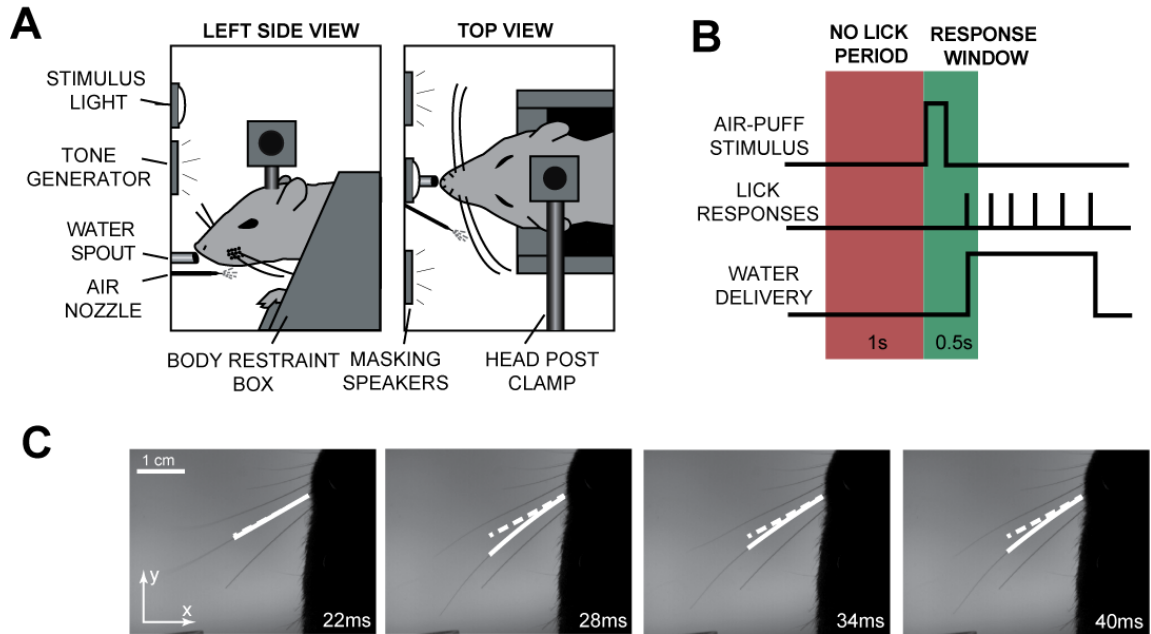 A
LEFT SIDE VIEW
TOP VIEW
STIMULUS
LIGHT
TONE
GENERATOR
WATER
SPOUT
AIR
NOZZLE
BODY RESTRAINT
BOX
MASKING
SPEAKERS
HEAD POST
CLAMP
B
NO LICK
PERIOD
RESPONSE
WINDOW
AIR-PUFF
STIMULUS
LICK
RESPONSES
WATER
DELIVERY
1s
0.5s
C
1 cm
y
x
22ms
28ms
34ms
40ms